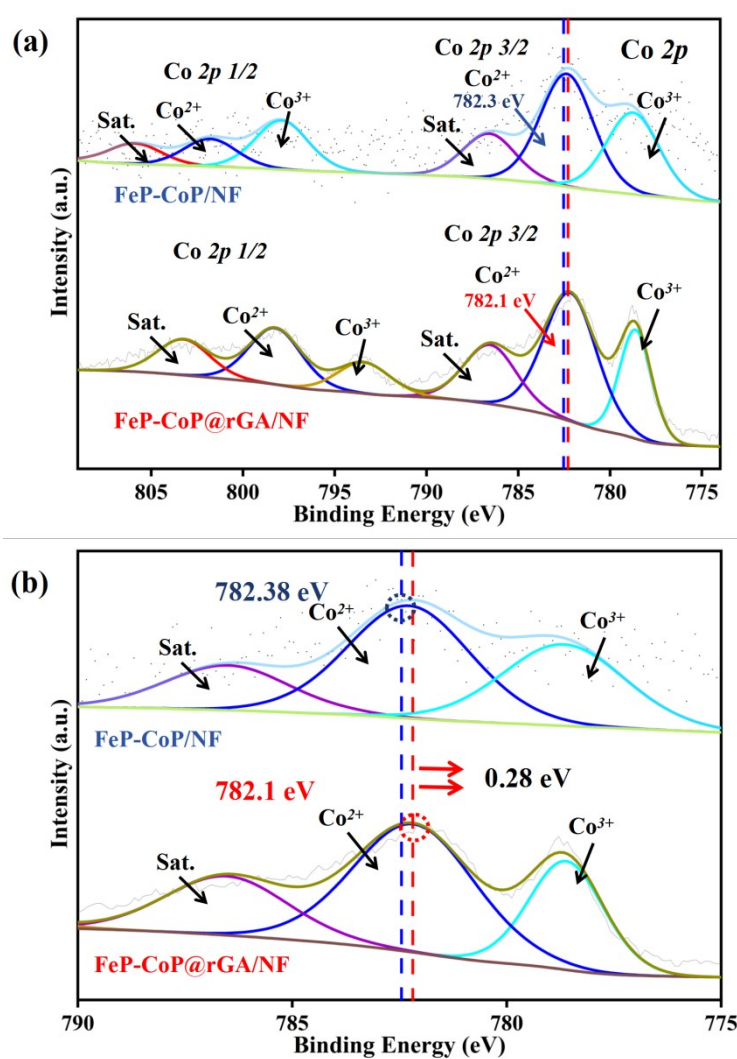 (a)
Co 2p 3/2
Co 2p
Co 2p 1/2
Co²⁺
Co³⁺
Co²⁺
Co³⁺
782.3 eV
Sat.
Sat.
FeP-CoP/NF
Co 2p 3/2
Co 2p 1/2
Co²⁺
Co³⁺
782.1 eV
Co²⁺
Sat.
Co³⁺
Sat.
FeP-CoP@rGA/NF
Intensity (a.u.)
805 800 795 790 785 780 775
Binding Energy (eV)
(b)
782.38 eV
Co²⁺
Co³⁺
Sat.
FeP-CoP/NF
782.1 eV
0.28 eV
Co²⁺
Co³⁺
Sat.
FeP-CoP@rGA/NF
Intensity (a.u.)
790 785 780 775
Binding Energy (eV)